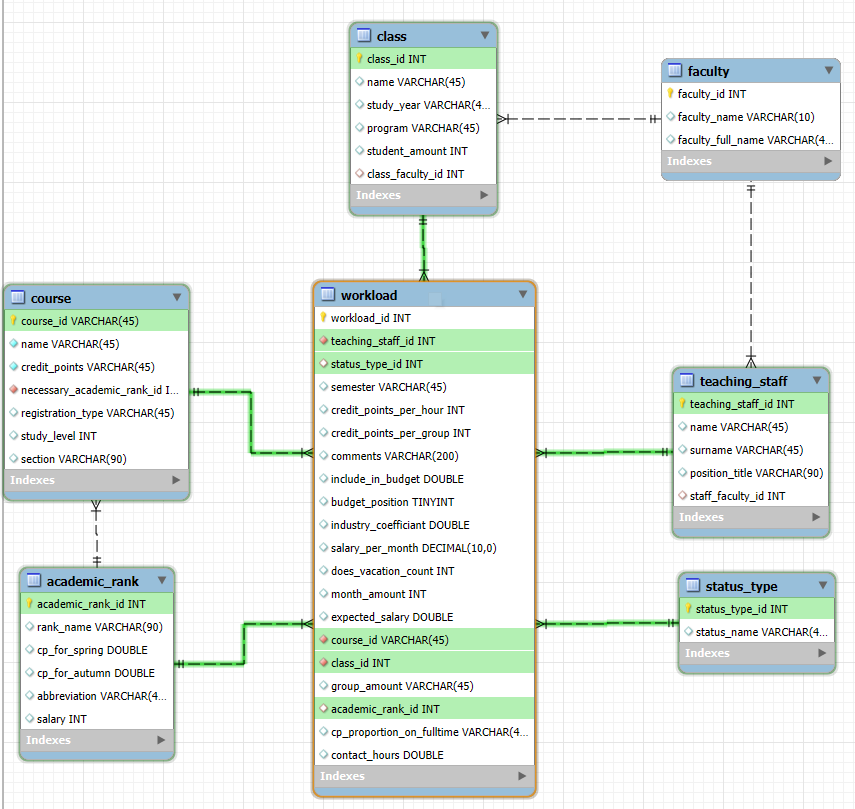 class
class_id INT
name VARCHAR(45)
study_year VARCHAR(4...
program VARCHAR(45)
student_amount INT
class_faculty_id INT
Indexes
faculty
faculty_id INT
faculty_name VARCHAR(10)
faculty_full_name VARCHAR(4...
Indexes
course
course_id VARCHAR(45)
name VARCHAR(45)
credit_points VARCHAR(45)
necessary_academic_rank_id I...
registration_type VARCHAR(45)
study_level INT
section VARCHAR(90)
Indexes
workload
workload_id INT
teaching_staff_id INT
status_type_id INT
semester VARCHAR(45)
credit_points_per_hour INT
credit_points_per_group INT
comments VARCHAR(200)
include_in_budget DOUBLE
budget_position TINYINT
industry_coefficiant DOUBLE
salary_per_month DECIMAL(10,0)
does_vacation_count INT
month_amount INT
expected_salary DOUBLE
course_id VARCHAR(45)
class_id INT
group_amount VARCHAR(45)
academic_rank_id INT
cp_proportion_on_fulltime VARCHAR(4...
contact_hours DOUBLE
Indexes
teaching_staff
teaching_staff_id INT
name VARCHAR(45)
surname VARCHAR(45)
position_title VARCHAR(90)
staff_faculty_id INT
Indexes
academic_rank
academic_rank_id INT
rank_name VARCHAR(90)
cp_for_spring DOUBLE
cp_for_autumn DOUBLE
abbreviation VARCHAR(4...
salary INT
Indexes
status_type
status_type_id INT
status_name VARCHAR(4...
Indexes